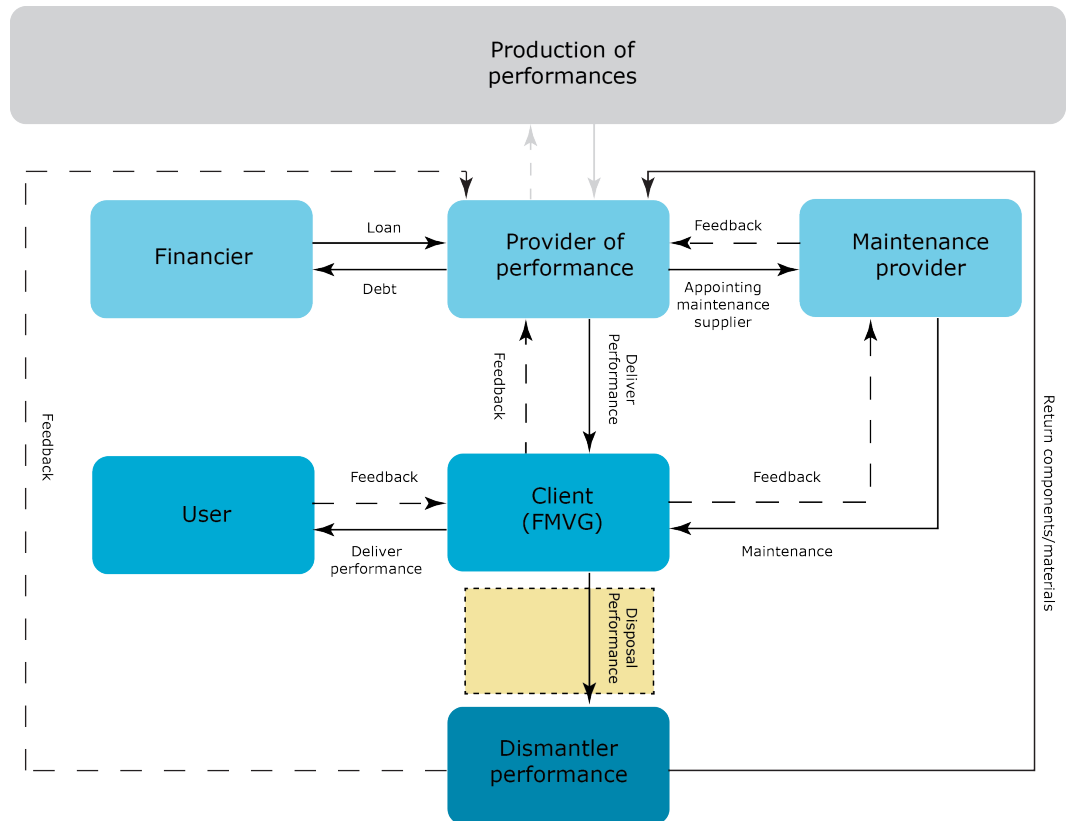 Production of
performances
Financier
Loan
Debt
Provider of
performance
Feedback
Appointing
maintenance
supplier
Maintenance
provider
Feedback
Deliver
Performance
Feedback
Return components/materials
User
Feedback
Deliver
performance
Client
(FMVG)
Feedback
Maintenance
Disposal
Performance
Dismantler
performance